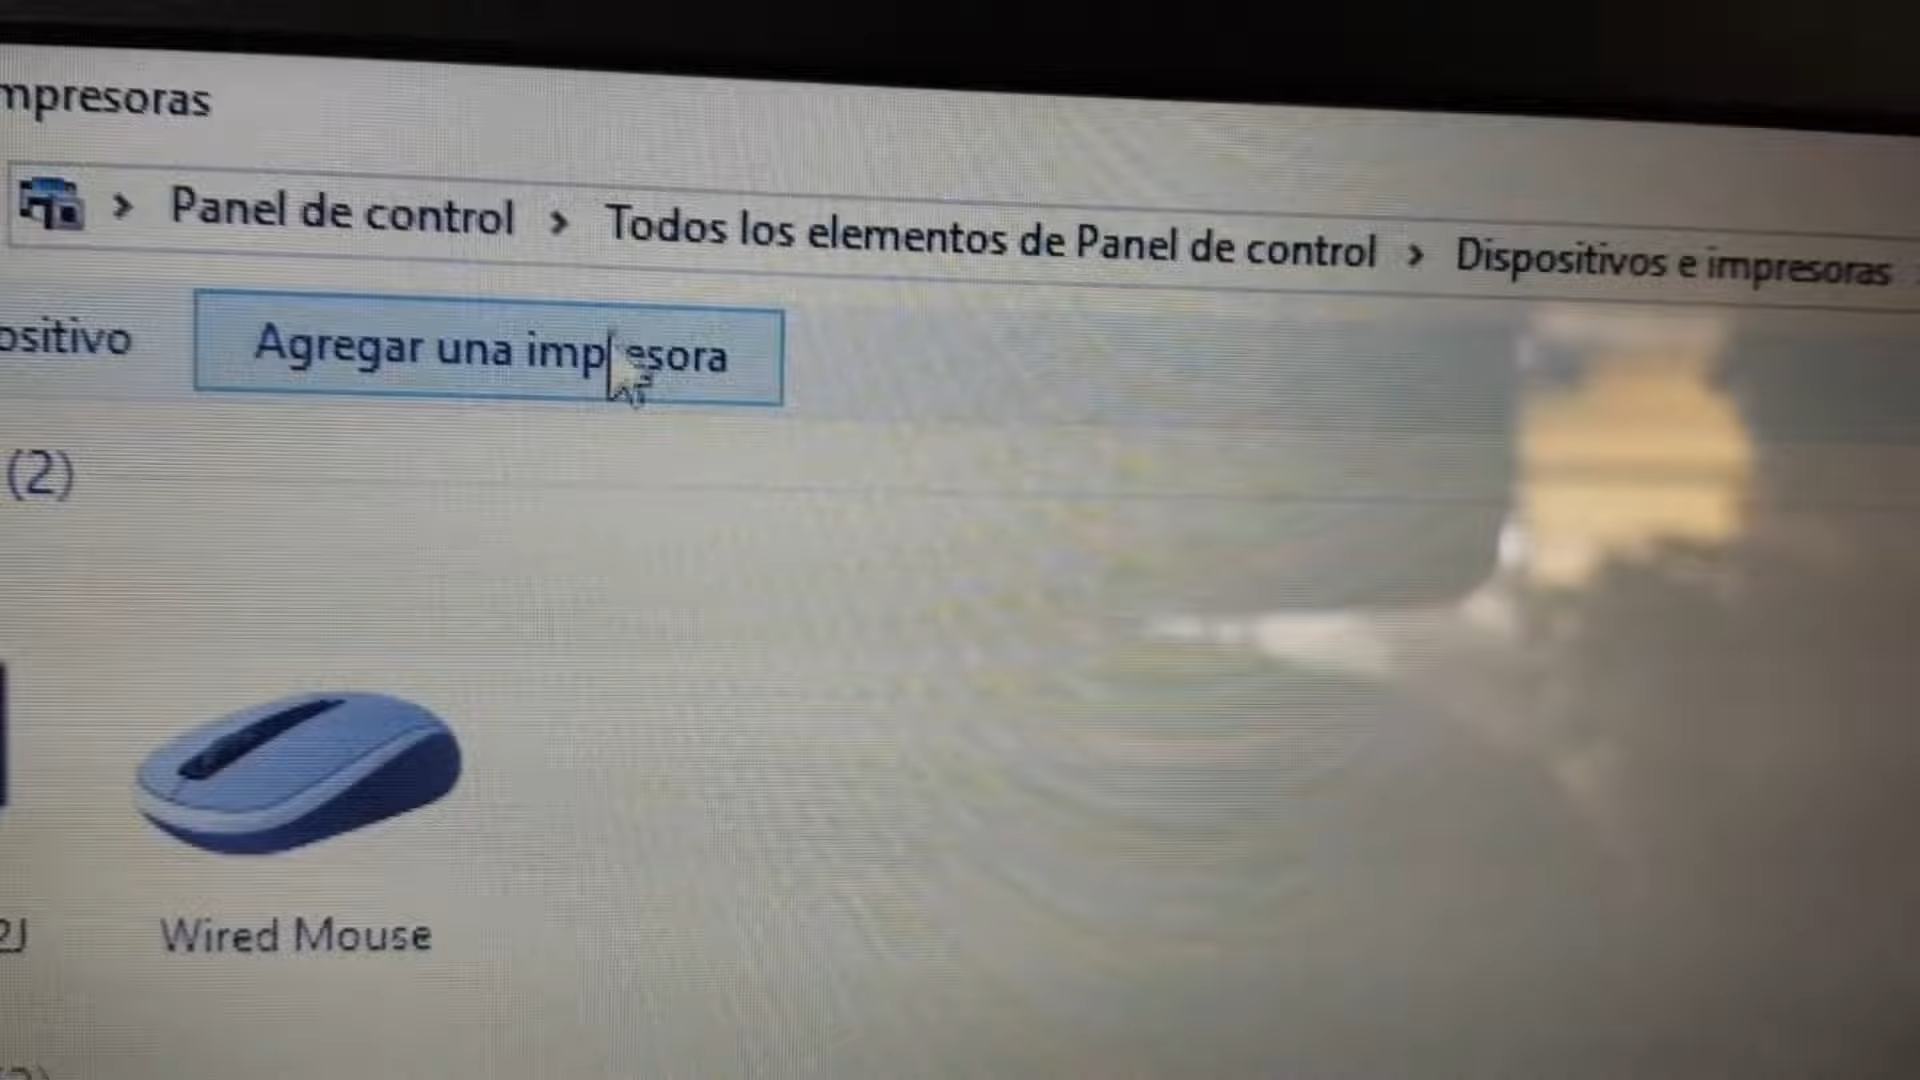 mpresoras
› Panel de control › Todos los elementos de Panel de control › Dispositivos e impresoras
ositivo Agregar una impresora
(2)
Wired Mouse